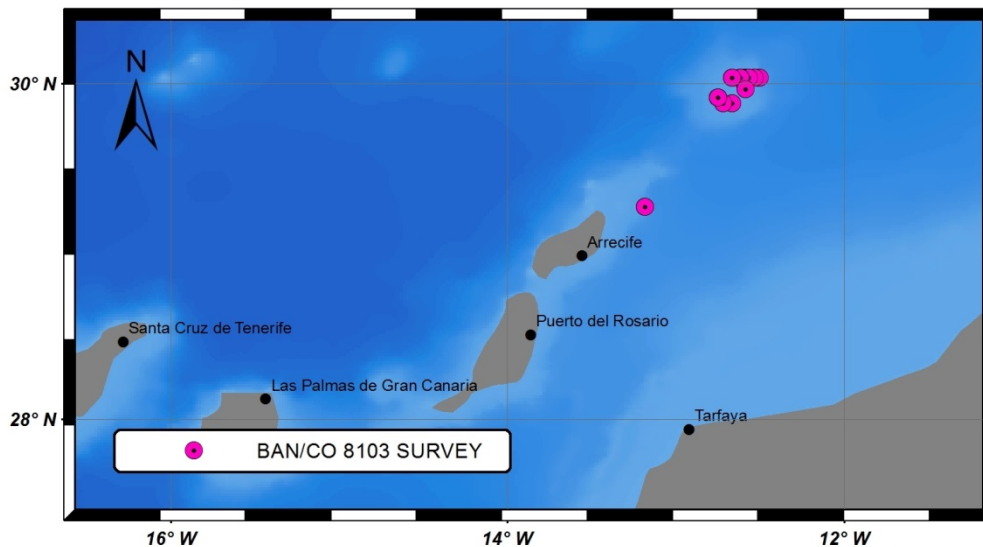 N
30° N
Arrecife
Puerto del Rosario
Santa Cruz de Tenerife
Las Palmas de Gran Canaria
28° N
Tarfaya
BAN/CO 8103 SURVEY
16° W
14° W
12° W